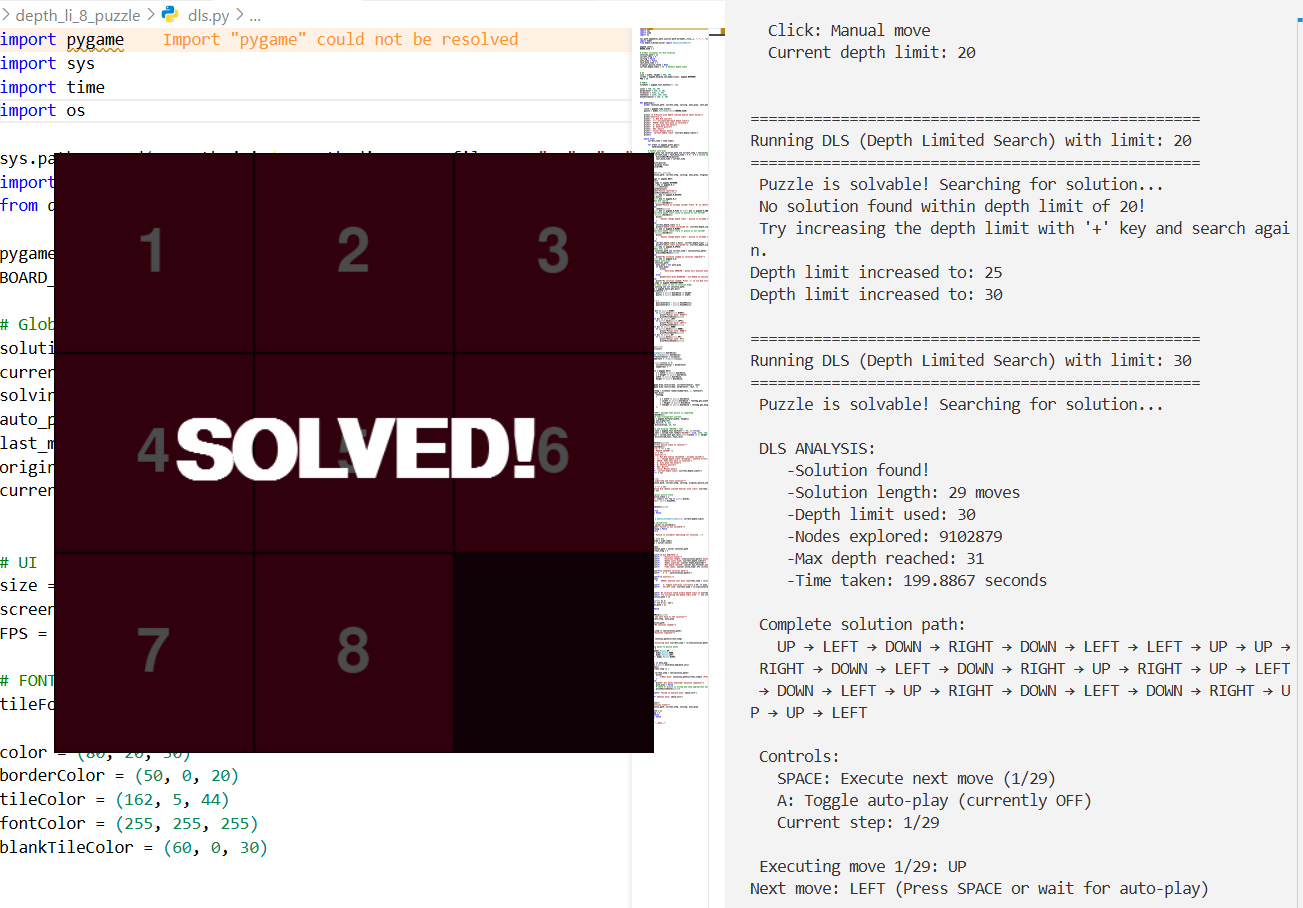 depth_li_8_puzzle > dls.py > ...
import pygame Import "pygame" could not be resolved
import sys
import time
import os
sys.pa
import
from d
pygame
BOARD_
# Glob
soluti
curren
solvin
auto_p
last_m
origin
curren
# UI
size =
screen
FPS =
# FONT
tileFo
color = (80, 20, 30)
borderColor = (50, 0, 20)
tileColor = (162, 5, 44)
fontColor = (255, 255, 255)
blankTileColor = (60, 0, 30)
1 2 3
4 5 6
SOLVED!
7 8
Click: Manual move
Current depth limit: 20
==================================================
Running DLS (Depth Limited Search) with limit: 20
==================================================
Puzzle is solvable! Searching for solution...
No solution found within depth limit of 20!
Try increasing the depth limit with '+' key and search agai
n.
Depth limit increased to: 25
Depth limit increased to: 30
==================================================
Running DLS (Depth Limited Search) with limit: 30
==================================================
Puzzle is solvable! Searching for solution...
DLS ANALYSIS:
-Solution found!
-Solution length: 29 moves
-Depth limit used: 30
-Nodes explored: 9102879
-Max depth reached: 31
-Time taken: 199.8867 seconds
Complete solution path:
UP → LEFT → DOWN → RIGHT → DOWN → LEFT → LEFT → UP → UP →
RIGHT → DOWN → LEFT → DOWN → RIGHT → UP → RIGHT → UP → LEFT
→ DOWN → LEFT → UP → RIGHT → DOWN → LEFT → DOWN → RIGHT → U
P → UP → LEFT
Controls:
SPACE: Execute next move (1/29)
A: Toggle auto-play (currently OFF)
Current step: 1/29
Executing move 1/29: UP
Next move: LEFT (Press SPACE or wait for auto-play)